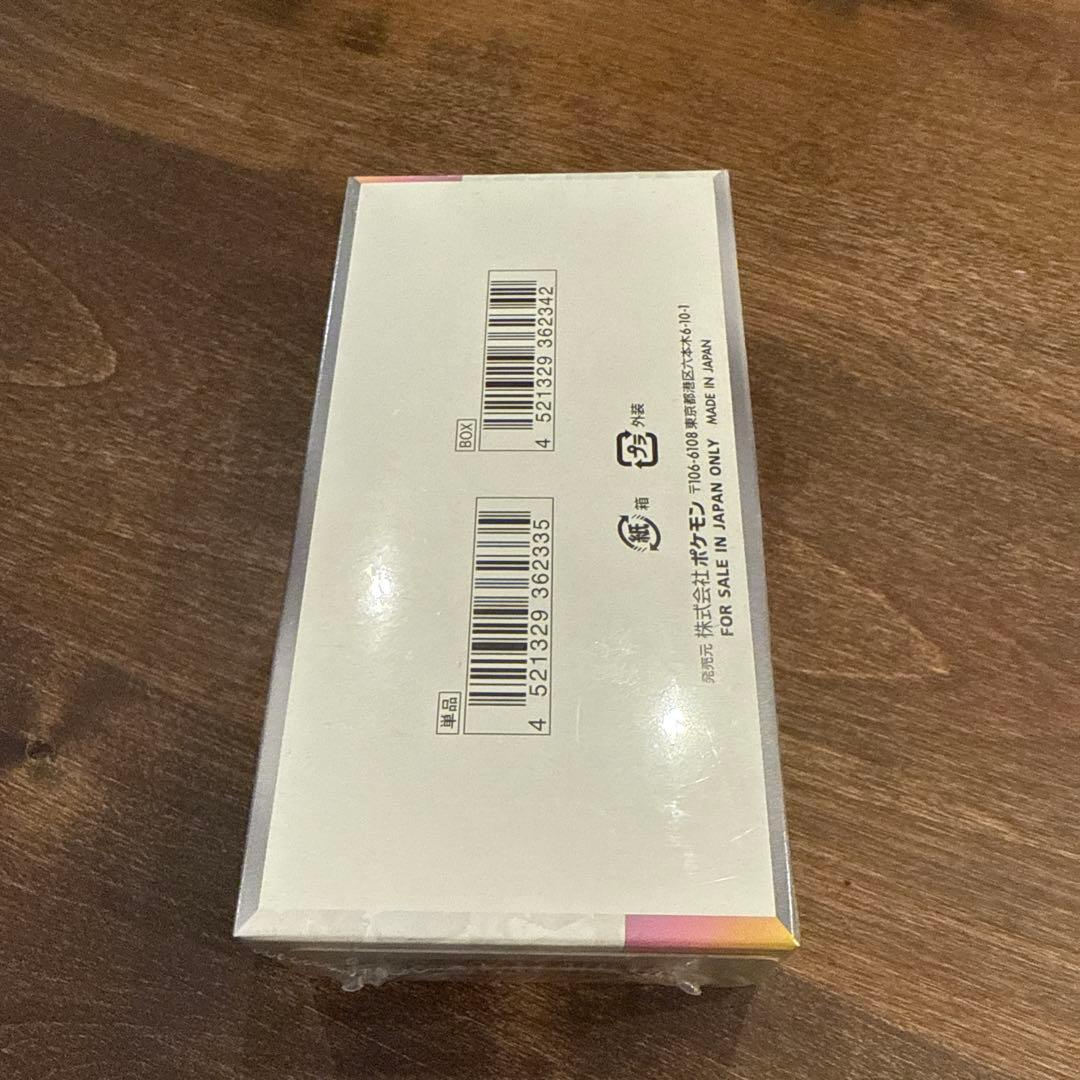 単品
4 521329 362335
BOX
4 521329 362342
紙 箱
プラ 外装
発売元 株式会社ポケモン 〒106-6108 東京都港区六本木6-10-1
FOR SALE IN JAPAN ONLY MADE IN JAPAN